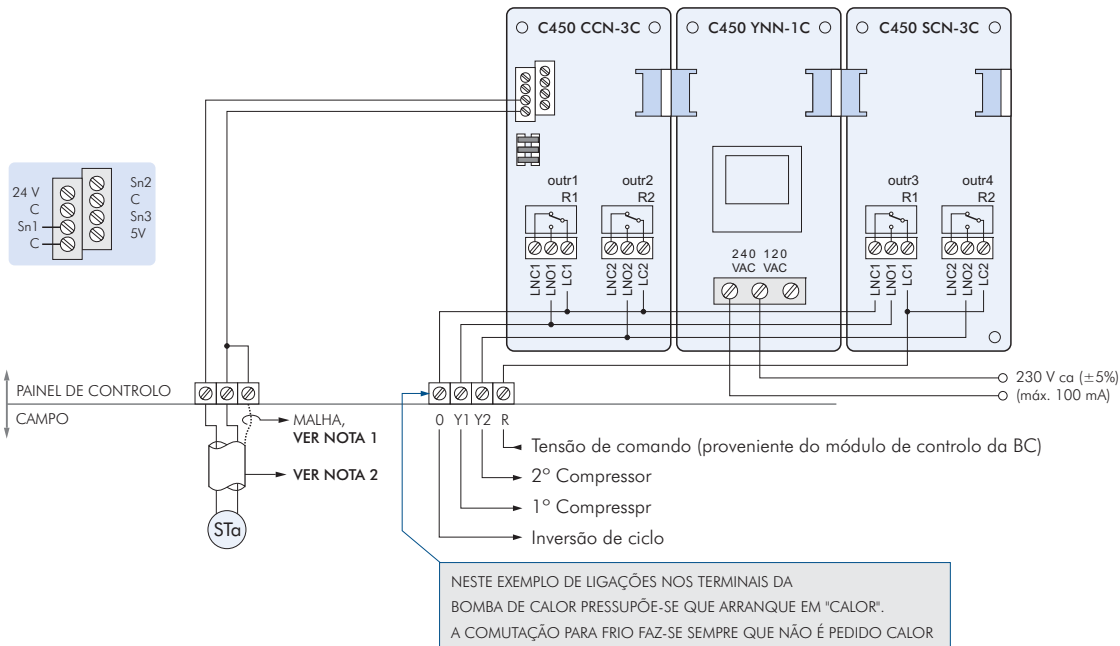 C450 CCN-3C
C450 YNN-1C
C450 SCN-3C
24 V
C
Sn1
C
Sn2
C
Sn3
5V
outr1
R1
outr2
R2
outr3
R1
outr4
R2
240 120
VAC VAC
LNC1
LNO1
LC1
LNC2
LNO2
LC2
LNC1
LNO1
LC1
LNC2
LNO2
LC2
PAINEL DE CONTROLO
CAMPO
230 V ca (±5%)
(máx. 100 mA)
MALHA,
VER NOTA 1
VER NOTA 2
STa
0 Y1 Y2 R
Tensão de comando (proveniente do módulo de controlo da BC)
2º Compressor
1º Compresspr
Inversão de ciclo
NESTE EXEMPLO DE LIGAÇÕES NOS TERMINAIS DA
BOMBA DE CALOR PRESSUPÕE-SE QUE ARRANQUE EM "CALOR".
A COMUTAÇÃO PARA FRIO FAZ-SE SEMPRE QUE NÃO É PEDIDO CALOR